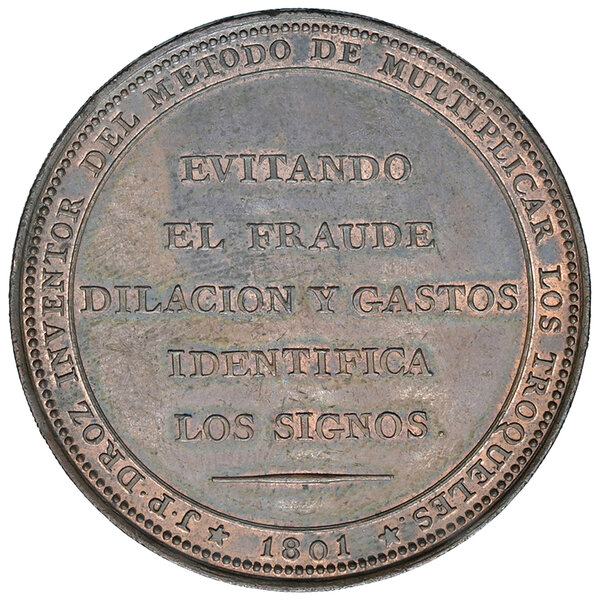 J·P·DROZ INVENTOR DEL METODO DE MULTIPLICAR LOS TROQUELES.
EVITANDO
EL FRAUDE
DILACION Y GASTOS
IDENTIFICA
LOS SIGNOS
★ 1801 ★